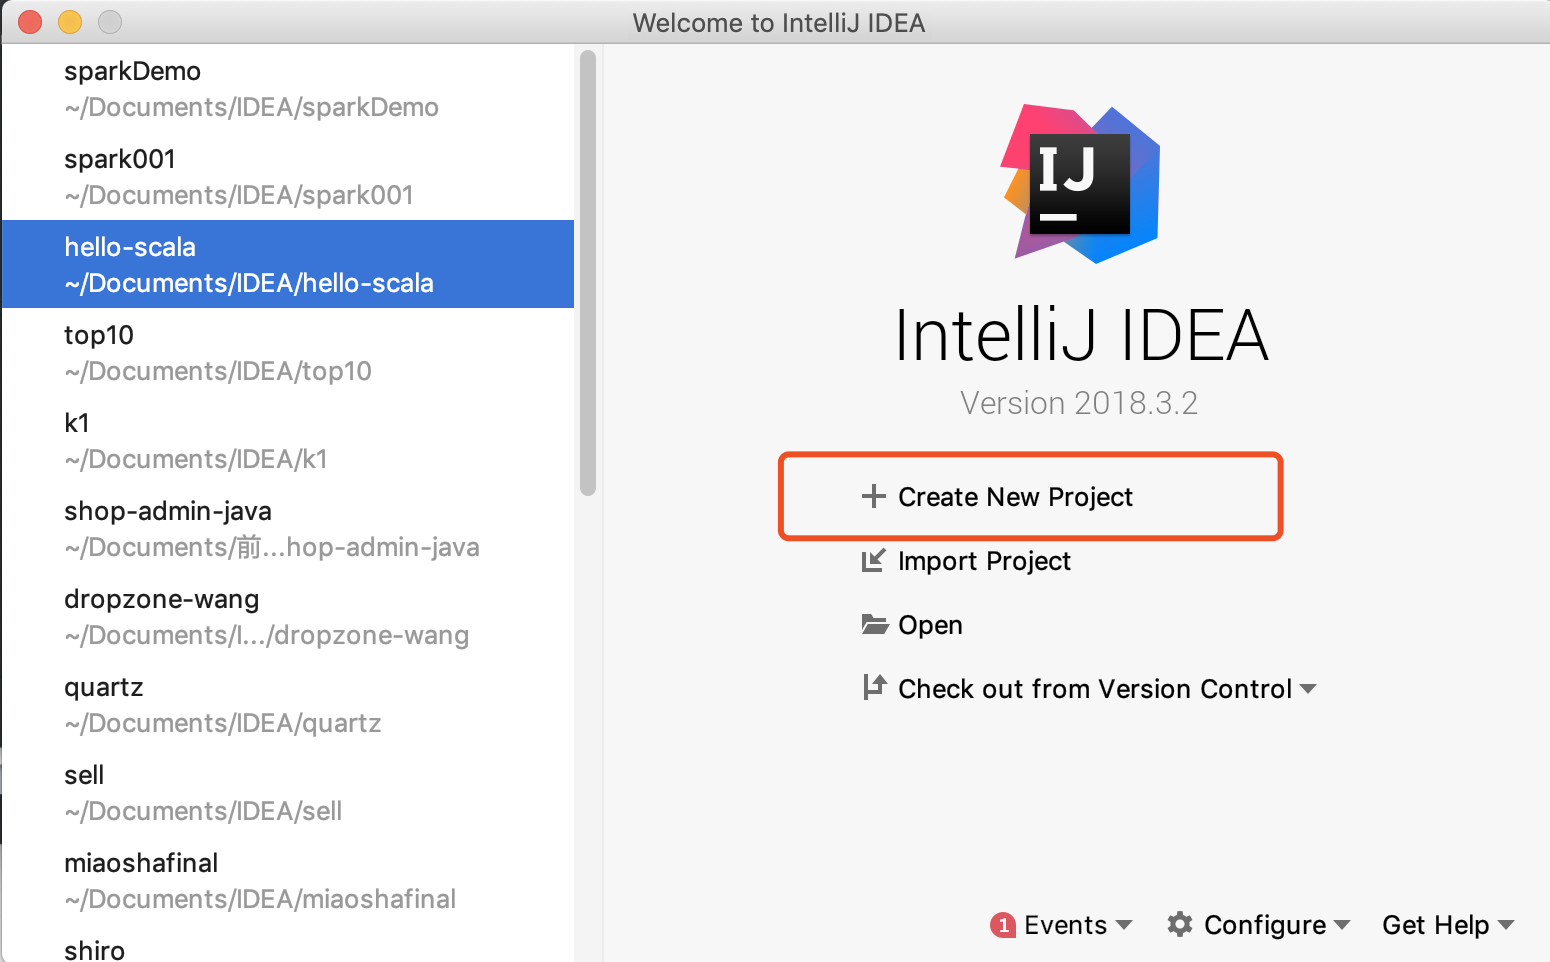 Welcome to IntelliJ IDEA
sparkDemo
~/Documents/IDEA/sparkDemo
spark001
~/Documents/IDEA/spark001
hello-scala
~/Documents/IDEA/hello-scala
top10
~/Documents/IDEA/top10
k1
~/Documents/IDEA/k1
shop-admin-java
~/Documents/前...hop-admin-java
dropzone-wang
~/Documents/I.../dropzone-wang
quartz
~/Documents/IDEA/quartz
sell
~/Documents/IDEA/sell
miaoshafinal
~/Documents/IDEA/miaoshafinal
shiro
IJ
IntelliJ IDEA
Version 2018.3.2
Create New Project
Import Project
Open
Check out from Version Control
1 Events Configure Get Help